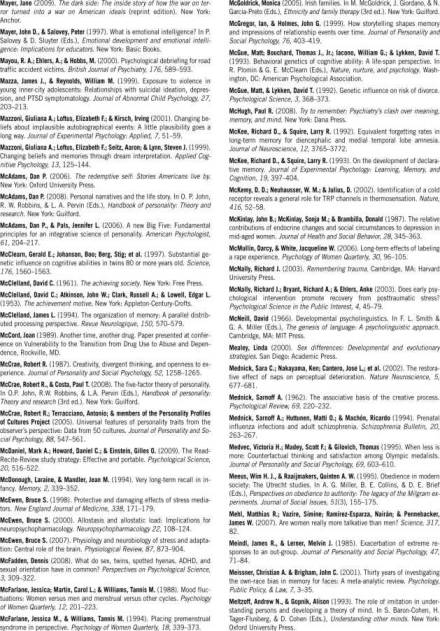 Mayer, Jane (2009). The dark side: The inside story of how the war on ter-
ror turned into a war on American ideals (reprint edition). New York:
Anchor.
Mayer, John D., & Salovey, Peter (1997). What is emotional intelligence? In P.
Salovey & D. Sluyter (Eds.), Emotional development and emotional intelli-
gence: Implications for educators. New York: Basic Books.
Mayou, R. A.; Ehlers, A.; & Hobbs, M. (2000). Psychological debriefing for road
traffic accident victims. British Journal of Psychiatry, 176, 589–593.
Mazza, James J., & Reynolds, William M. (1999). Exposure to violence in
young inner-city adolescents: Relationships with suicidal ideation, depres-
sion, and PTSD symptomatology. Journal of Abnormal Child Psychology, 27,
203–213.
Mazzoni, Giuliana A.; Loftus, Elizabeth F.; & Kirsch, Irving (2001). Changing be-
liefs about implausible autobiographical events: A little plausibility goes a
long way. Journal of Experimental Psychology: Applied, 7, 51–59.
Mazzoni, Giuliana A.; Loftus, Elizabeth F.; Seitz, Aaron; & Lynn, Steven J. (1999).
Changing beliefs and memories through dream interpretation. Applied Cog-
nitive Psychology, 13, 125–144.
McAdams, Dan P. (2006). The redemptive self: Stories Americans live by.
New York: Oxford University Press.
McAdams, Dan P. (2008). Personal narratives and the life story. In O. P. John,
R. W. Robbins, & L. A. Pervin (Eds.), Handbook of personality: Theory and
research. New York: Guilford.
McAdams, Dan P., & Pals, Jennifer L. (2006). A new Big Five: Fundamental
principles for an integrative science of personality. American Psychologist,
61, 204–217.
McClearn, Gerald E.; Johanson, Boo; Berg, Stig; et al. (1997). Substantial ge-
netic influence on cognitive abilities in twins 80 or more years old. Science,
176, 1560–1563.
McClelland, David C. (1961). The achieving society. New York: Free Press.
McClelland, David C.; Atkinson, John W.; Clark, Russell A.; & Lowell, Edgar L.
(1953). The achievement motive. New York: Appleton-Century-Crofts.
McClelland, James L. (1994). The organization of memory: A parallel distrib-
uted processing perspective. Revue Neurologique, 150, 570–579.
McCord, Joan (1989). Another time, another drug. Paper presented at confer-
ence on Vulnerability to the Transition from Drug Use to Abuse and Depen-
dence, Rockville, MD.
McCrae, Robert R. (1987). Creativity, divergent thinking, and openness to ex-
perience. Journal of Personality and Social Psychology, 52, 1258–1265.
McCrae, Robert R., & Costa, Paul T. (2008). The five-factor theory of personality.
In O.P. John, R.W. Robbins, & L.A. Pervin (Eds.), Handbook of personality:
Theory and research (3rd ed.). New York: Guilford.
McCrae, Robert R.; Terracciano, Antonio; & members of the Personality Profiles
of Cultures Project (2005). Universal features of personality traits from the
observer's perspective: Data from 50 cultures. Journal of Personality and So-
cial Psychology, 88, 547–561.
McDaniel, Mark A.; Howard, Daniel C.; & Einstein, Gilles O. (2009). The Read-
Recite-Review study strategy: Effective and portable. Psychological Science,
20, 516–522.
McDonough, Laraine, & Mandler, Jean M. (1994). Very long-term recall in in-
fancy. Memory, 2, 339–352.
McEwen, Bruce S. (1998). Protective and damaging effects of stress media-
tors. New England Journal of Medicine, 338, 171–179.
McEwen, Bruce S. (2000). Allostasis and allostatic load: Implications for
neuropsychopharmacology. Neuropsychopharmacology 22, 108–124.
McEwen, Bruce S. (2007). Physiology and neurobiology of stress and adapta-
tion: Central role of the brain. Physiological Review, 87, 873–904.
McFadden, Dennis (2008). What do sex, twins, spotted hyenas, ADHD, and
sexual orientation have in common? Perspectives on Psychological Science,
3, 309–322.
McFarlane, Jessica; Martin, Carol L.; & Williams, Tannis M. (1988). Mood fluc-
tuations: Women versus men and menstrual versus other cycles. Psychology
of Women Quarterly, 12, 201–223.
McFarlane, Jessica M., & Williams, Tannis M. (1994). Placing premenstrual
syndrome in perspective. Psychology of Women Quarterly, 18, 339–373.
McGoldrick, Monica (2005). Irish families. In M. McGoldrick, J. Giordano, & N.
Garcia-Preto (Eds.), Ethnicity and family therapy (3rd ed.). New York: Guilford.
McGregor, Ian, & Holmes, John G. (1999). How storytelling shapes memory
and impressions of relationship events over time. Journal of Personality and
Social Psychology, 76, 403–419.
McGue, Matt; Bouchard, Thomas J., Jr.; Iacono, William G.; & Lykken, David T.
(1993). Behavioral genetics of cognitive ability: A life-span perspective. In
R. Plomin & G. E. McClearn (Eds.), Nature, nurture, and psychology. Wash-
ington, DC: American Psychological Association.
McGue, Matt, & Lykken, David T. (1992). Genetic influence on risk of divorce.
Psychological Science, 3, 368–373.
McHugh, Paul R. (2008). Try to remember: Psychiatry's clash over meaning,
memory, and mind. New York: Dana Press.
McKee, Richard D., & Squire, Larry R. (1992). Equivalent forgetting rates in
long-term memory for diencephalic and medial temporal lobe amnesia.
Journal of Neuroscience, 12, 3765–3772.
McKee, Richard D., & Squire, Larry R. (1993). On the development of declara-
tive memory. Journal of Experimental Psychology: Learning, Memory, and
Cognition, 19, 397–404.
McKemy, D. D.; Neuhausser, W. M.; & Julius, D. (2002). Identification of a cold
receptor reveals a general role for TRP channels in thermosensation. Nature,
416, 52–58.
McKinlay, John B.; McKinlay, Sonja M.; & Brambilla, Donald (1987). The relative
contributions of endocrine changes and social circumstances to depression in
mid-aged women. Journal of Health and Social Behavior, 28, 345–363.
McMullin, Darcy, & White, Jacqueline W. (2006). Long-term effects of labeling
a rape experience. Psychology of Women Quarterly, 30, 96–105.
McNally, Richard J. (2003). Remembering trauma. Cambridge, MA: Harvard
University Press.
McNally, Richard J.; Bryant, Richard A.; & Ehlers, Anke (2003). Does early psy-
chological intervention promote recovery from posttraumatic stress?
Psychological Science in the Public Interest, 4, 45–79.
McNeill, David (1966). Developmental psycholinguistics. In F. L. Smith &
G. A. Miller (Eds.), The genesis of language: A psycholinguistic approach.
Cambridge, MA: MIT Press.
Mealey, Linda (2000). Sex differences: Developmental and evolutionary
strategies. San Diego: Academic Press.
Mednick, Sara C.; Nakayama, Ken; Cantero, Jose L.; et al. (2002). The restora-
tive effect of naps on perceptual deterioration. Nature Neuroscience, 5,
677–681.
Mednick, Sarnoff A. (1962). The associative basis of the creative process.
Psychological Review, 69, 220–232.
Mednick, Sarnoff A.; Huttunen, Matti O.; & Machón, Ricardo (1994). Prenatal
influenza infections and adult schizophrenia. Schizophrenia Bulletin, 20,
263–267.
Medvec, Victoria H.; Madey, Scott F.; & Gilovich, Thomas (1995). When less is
more: Counterfactual thinking and satisfaction among Olympic medalists.
Journal of Personality and Social Psychology, 69, 603–610.
Meeus, Wim H. J., & Raaijmakers, Quinten A. W. (1995). Obedience in modern
society: The Utrecht studies. In A. G. Miller, B. E. Collins, & D. E. Brief
(Eds.), Perspectives on obedience to authority: The legacy of the Milgram ex-
periments. Journal of Social Issues, 51(3), 155–175.
Mehl, Matthias R.; Vazire, Simine; Ramírez-Esparza, Nairán; & Pennebacker,
James W. (2007). Are women really more talkative than men? Science, 317,
82.
Meindl, James R., & Lerner, Melvin J. (1985). Exacerbation of extreme re-
sponses to an out-group. Journal of Personality and Social Psychology, 47,
71–84.
Meissner, Christian A. & Brigham, John C. (2001). Thirty years of investigating
the own-race bias in memory for faces: A meta-analytic review. Psychology,
Public Policy, & Law, 7, 3–35.
Meltzoff, Andrew N., & Gopnik, Alison (1993). The role of imitation in under-
standing persons and developing a theory of mind. In S. Baron-Cohen, H.
Tager-Flusberg, & D. Cohen (Eds.), Understanding other minds. New York
Oxford University Press.